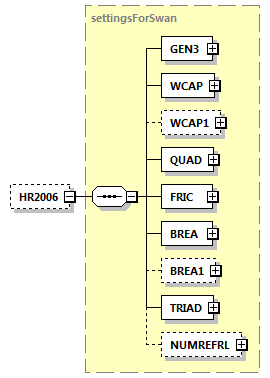 settingsForSwan
GEN3
WCAP
WCAP1
QUAD
HR2006
FRIC
BREA
BREA1
TRIAD
NUMREFRL